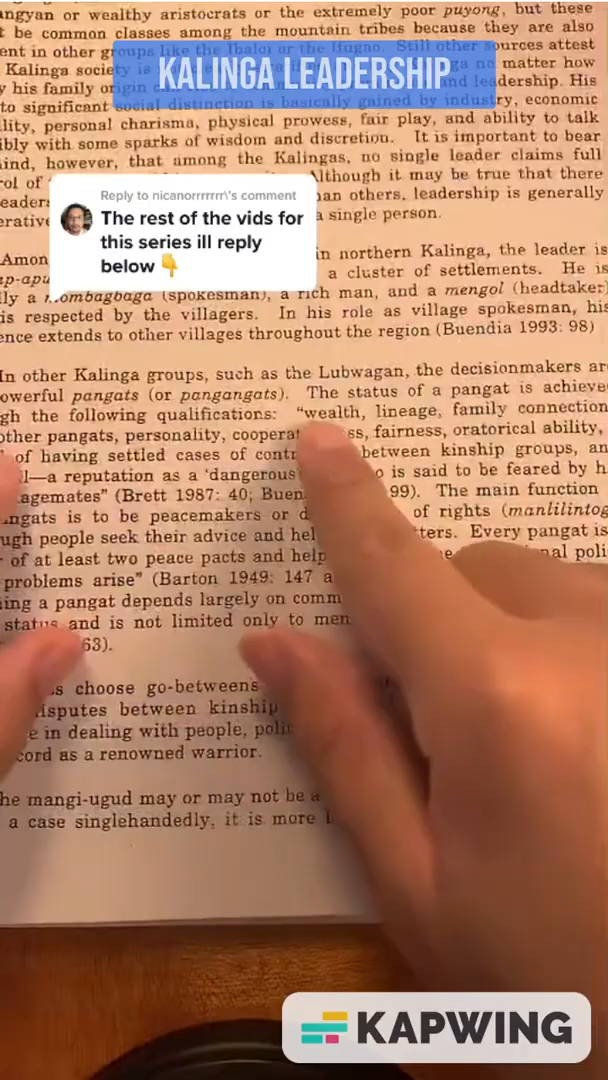 angyan or wealthy aristocrats or the extremely poor puyong, but these
t be common classes among the mountain tribes because they are also
ent in other groups like the Ibaloi or the Ifugao. Still other sources attest
KALINGA LEADERSHIP
Kalinga society is no matter how
y his family origin and leadership. His
to significant social distinction is basically gained by industry, economic
lity, personal charisma, physical prowess, fair play, and ability to talk
ibly with some sparks of wisdom and discretion. It is important to bear
ind, however, that among the Kalingas, no single leader claims full
rol of Although it may be true that there
eaders han others, leadership is generally
erative a single person.
Reply to nicanorrrrrrr\'s comment
The rest of the vids for
this series ill reply
below 👇
Amon in northern Kalinga, the leader is
ap-apu a cluster of settlements. He is
lly a mombagbaga (spokesman), a rich man, and a mengol (headtaker)
is respected by the villagers. In his role as village spokesman, his
ence extends to other villages throughout the region (Buendia 1993: 98)
In other Kalinga groups, such as the Lubwagan, the decisionmakers are
owerful pangats (or pangangats). The status of a pangat is achieve
gh the following qualifications: “wealth, lineage, family connection
other pangats, personality, cooperat ss, fairness, oratorical ability,
of having settled cases of contr between kinship groups, an
l—a reputation as a ‘dangerous o is said to be feared by h
agemates” (Brett 1987: 40; Buen 99). The main function
ngats is to be peacemakers or d of rights (manlilintog
ugh people seek their advice and hel tters. Every pangat is
of at least two peace pacts and help nal poli
problems arise” (Barton 1949: 147 a
ing a pangat depends largely on comm
status and is not limited only to men
63).
s choose go-betweens
disputes between kinship
e in dealing with people, poli
cord as a renowned warrior.
he mangi-ugud may or may not be a
a case singlehandedly, it is more l
KAPWING